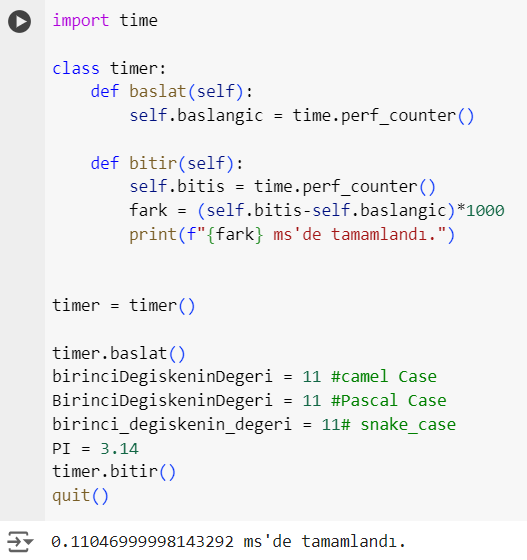 import time
class timer:
    def baslat(self):
        self.baslangic = time.perf_counter()
    def bitir(self):
        self.bitis = time.perf_counter()
        fark = (self.bitis-self.baslangic)*1000
        print(f"{fark} ms'de tamamlandı.")
timer = timer()
timer.baslat()
birinciDegiskeninDegeri = 11 #camel Case
BirinciDegiskeninDegeri = 11 #Pascal Case
birinci_degiskenin_degeri = 11# snake_case
PI = 3.14
timer.bitir()
quit()
0.11046999998143292 ms'de tamamlandı.